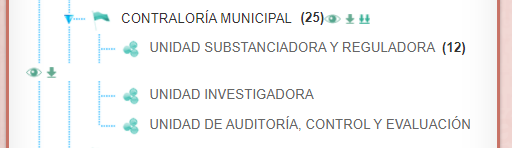 CONTRALORÍA MUNICIPAL (25)
UNIDAD SUBSTANCIADORA Y REGULADORA (12)
UNIDAD INVESTIGADORA
UNIDAD DE AUDITORÍA, CONTROL Y EVALUACIÓN